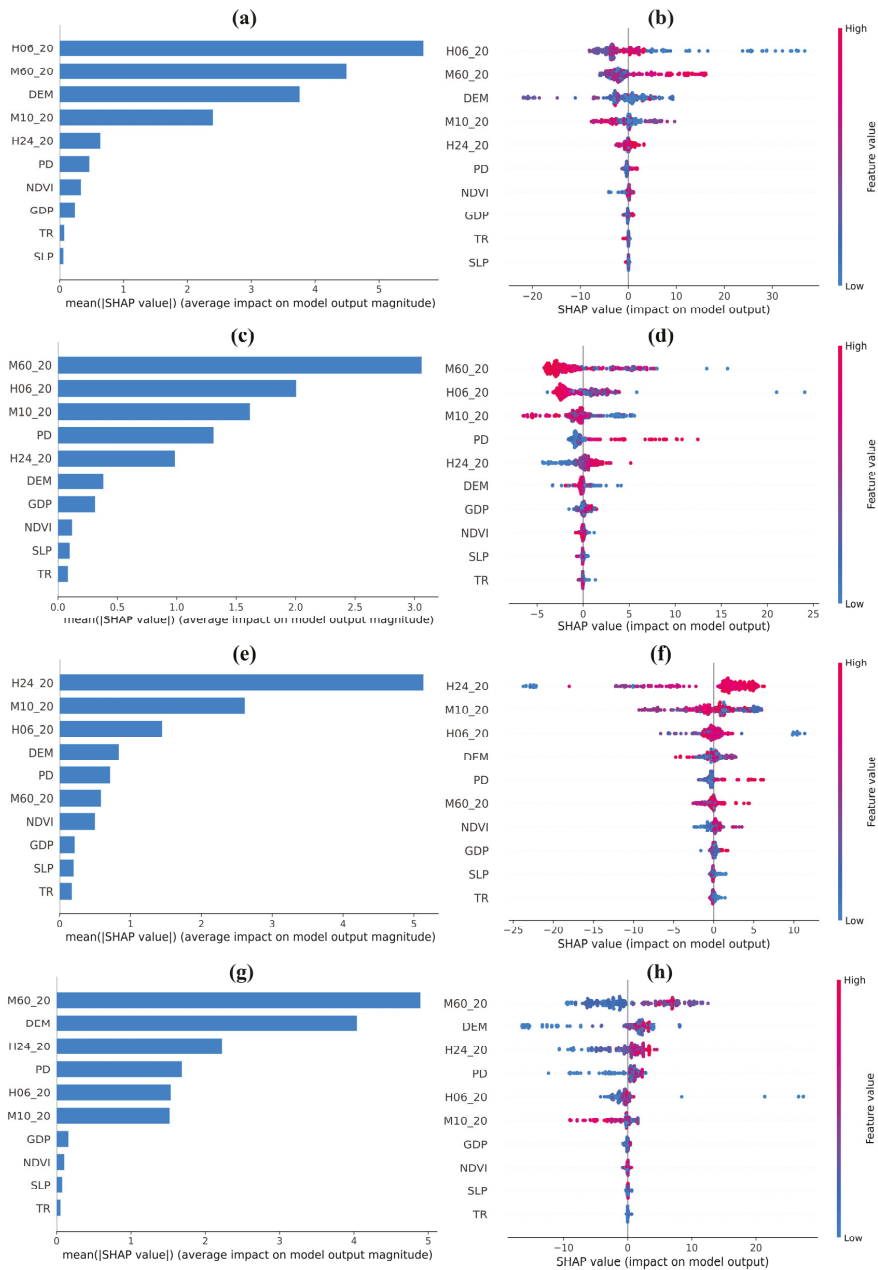 (a)
H06_20
M60_20
DEM
M10_20
H24_20
PD
NDVI
GDP
TR
SLP
0 1 2 3 4 5
mean(|SHAP value|) (average impact on model output magnitude)
(b)
H06_20
M60_20
DEM
M10_20
H24_20
PD
NDVI
GDP
TR
SLP
−20 −10 0 10 20 30
SHAP value (impact on model output)
High
Feature value
Low
(c)
M60_20
H06_20
M10_20
PD
H24_20
DEM
GDP
NDVI
SLP
TR
0.0 0.5 1.0 1.5 2.0 2.5 3.0
mean(|SHAP value|) (average impact on model output magnitude)
(d)
M60_20
H06_20
M10_20
PD
H24_20
DEM
GDP
NDVI
SLP
TR
−5 0 5 10 15 20 25
SHAP value (impact on model output)
High
Feature value
Low
(e)
H24_20
M10_20
H06_20
DEM
PD
M60_20
NDVI
GDP
SLP
TR
0 1 2 3 4 5
mean(|SHAP value|) (average impact on model output magnitude)
(f)
H24_20
M10_20
H06_20
DEM
PD
M60_20
NDVI
GDP
SLP
TR
−25 −20 −15 −10 −5 0 5 10
SHAP value (impact on model output)
High
Feature value
Low
(g)
M60_20
DEM
H24_20
PD
H06_20
M10_20
GDP
NDVI
SLP
TR
0 1 2 3 4 5
mean(|SHAP value|) (average impact on model output magnitude)
(h)
M60_20
DEM
H24_20
PD
H06_20
M10_20
GDP
NDVI
SLP
TR
−10 0 10 20
SHAP value (impact on model output)
High
Feature value
Low